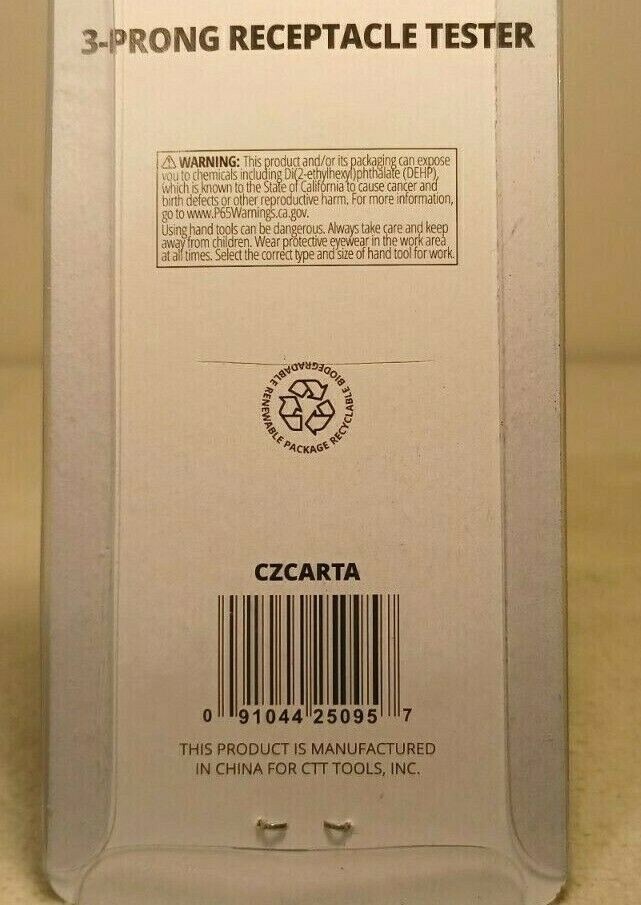 3-PRONG RECEPTACLE TESTER
⚠ WARNING: This product and/or its packaging can expose
you to chemicals including Di(2-ethylhexyl)phthalate (DEHP),
which is known to the State of California to cause cancer and
birth defects or other reproductive harm. For more information,
go to www.P65Warnings.ca.gov.
Using hand tools can be dangerous. Always take care and keep
away from children. Wear protective eyewear in the work area
at all times. Select the correct type and size of hand tool for work.
RENEWABLE PACKAGE RECYCLABLE BIODEGRADABLE
CZCARTA
0 91044 25095 7
THIS PRODUCT IS MANUFACTURED
IN CHINA FOR CTT TOOLS, INC.